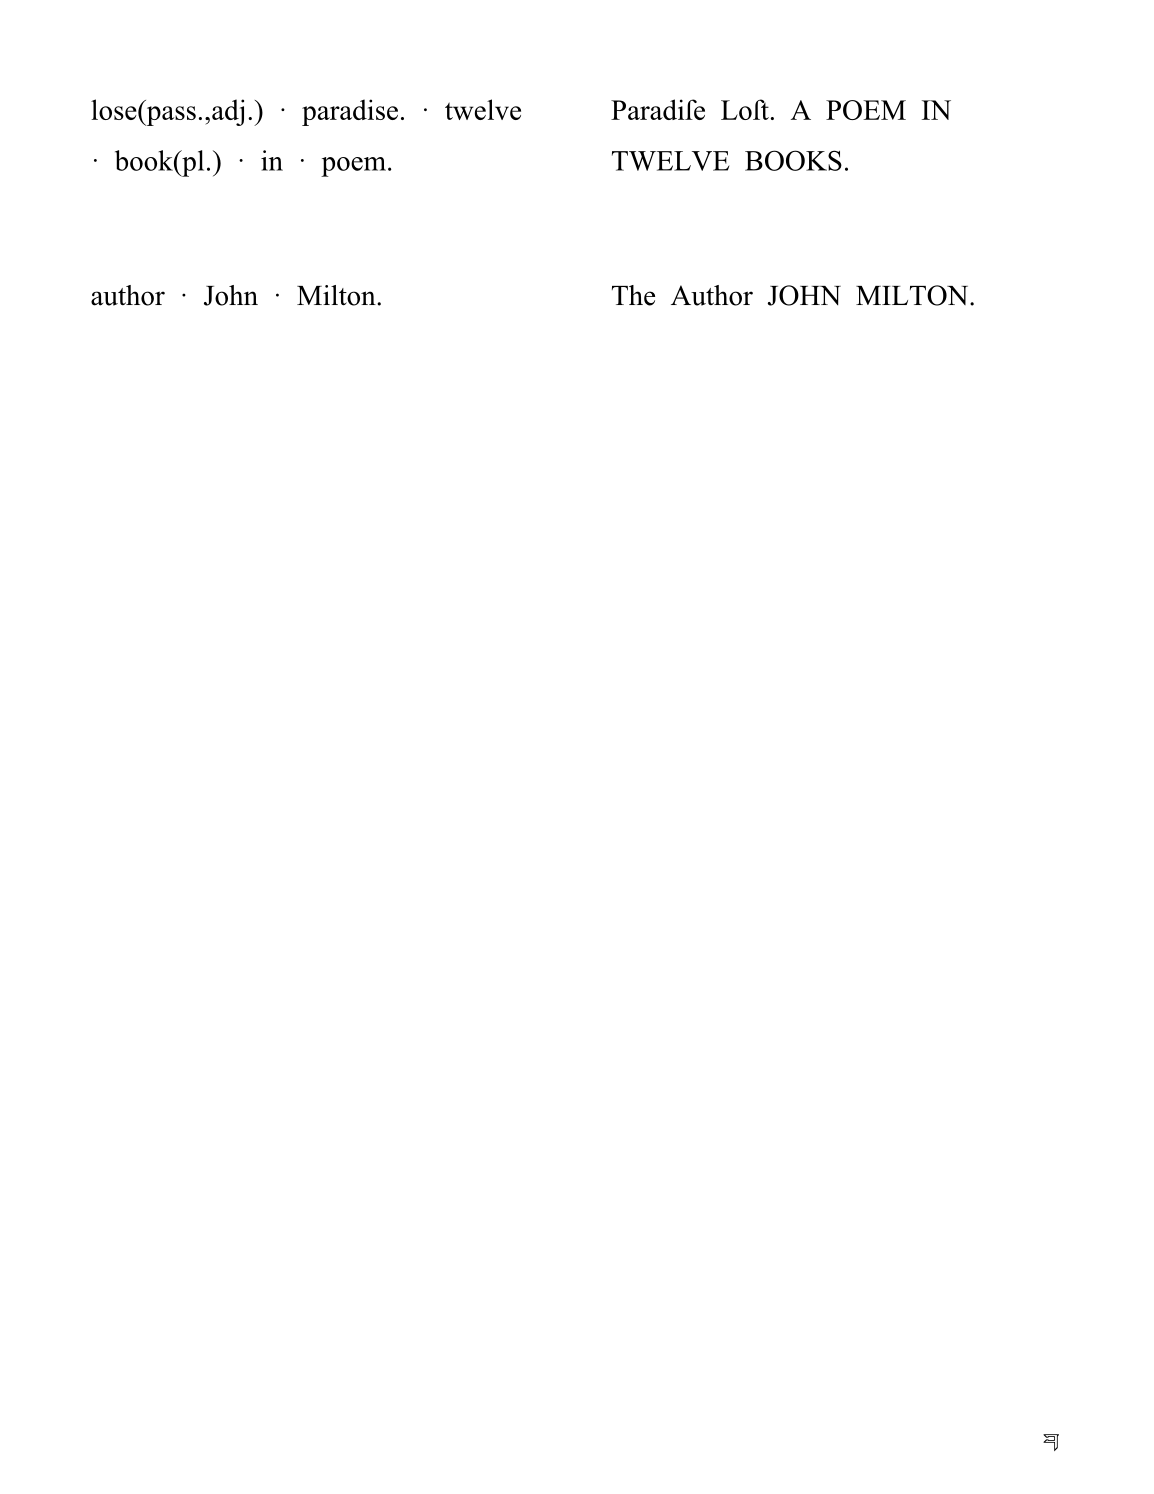 lose(pass.,adj.) · paradise. · twelve
· book(pl.) · in · poem.
Paradiſe Loſt. A POEM IN
TWELVE BOOKS.
author · John · Milton.
The Author JOHN MILTON.